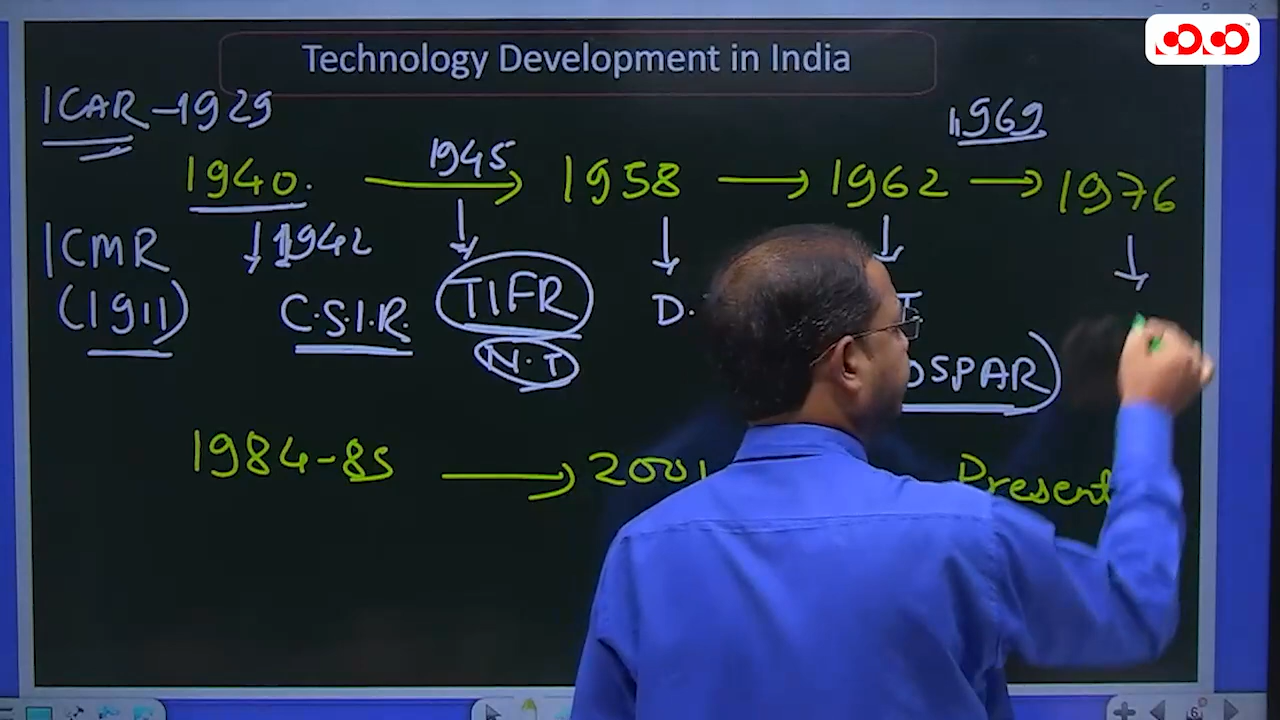 Technology Development in India
ICAR-1929
1969
1940. 1945 1958 1962 1976
ICMR 1942
(1911) C.S.I.R. TIFR D.
N.T OSPAR)
1984-85 2001 Present